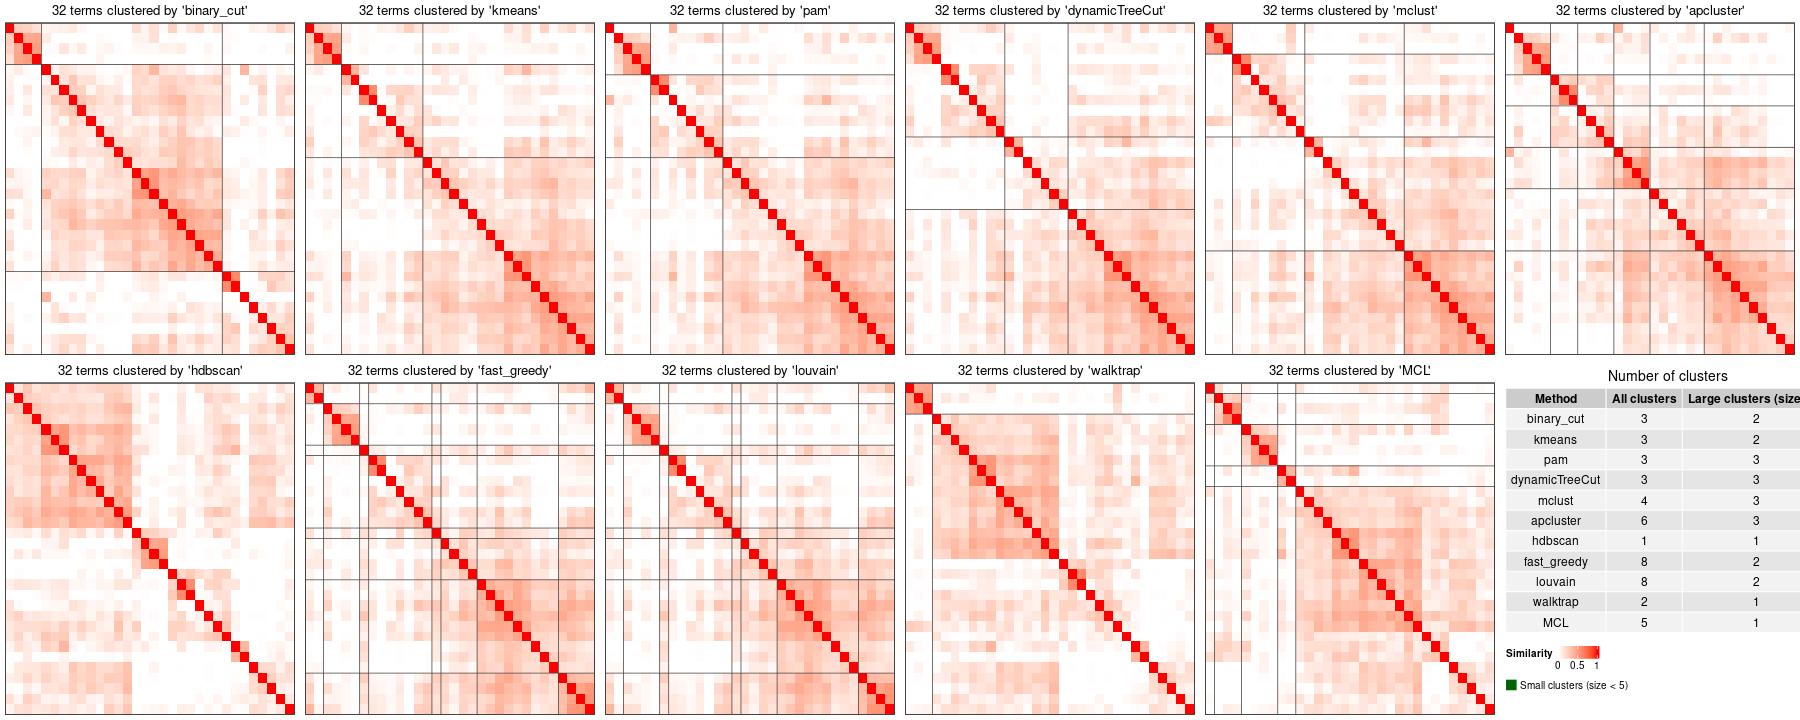 32 terms clustered by 'binary_cut'
32 terms clustered by 'kmeans'
32 terms clustered by 'pam'
32 terms clustered by 'dynamicTreeCut'
32 terms clustered by 'mclust'
32 terms clustered by 'apcluster'
32 terms clustered by 'hdbscan'
32 terms clustered by 'fast_greedy'
32 terms clustered by 'louvain'
32 terms clustered by 'walktrap'
32 terms clustered by 'MCL'
Number of clusters
Method All clusters Large clusters (size
binary_cut 3 2
kmeans 3 2
pam 3 3
dynamicTreeCut 3 3
mclust 4 3
apcluster 6 3
hdbscan 1 1
fast_greedy 8 2
louvain 8 2
walktrap 2 1
MCL 5 1
Similarity
0 0.5 1
Small clusters (size < 5)